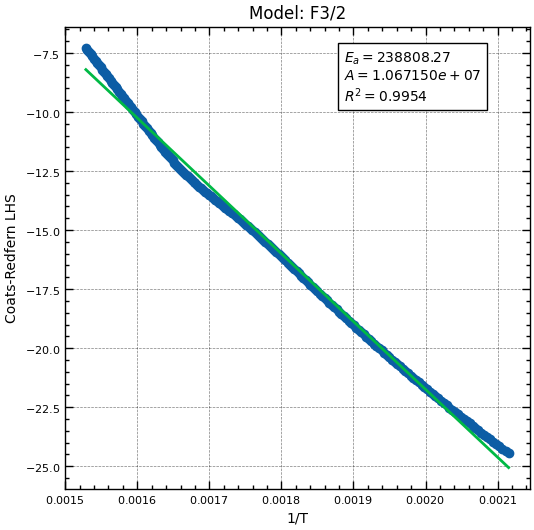 Model: F3/2
Eₐ = 238808.27
A = 1.067150e + 07
R² = 0.9954
Coats-Redfern LHS
−7.5
−10.0
−12.5
−15.0
−17.5
−20.0
−22.5
−25.0
0.0015 0.0016 0.0017 0.0018 0.0019 0.0020 0.0021
1/T